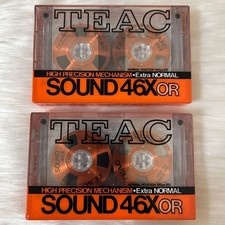 TEAC
HIGH PRECISION MECHANISM • Extra NORMAL
SOUND 46X OR
TEAC
HIGH PRECISION MECHANISM • Extra NORMAL
SOUND 46X OR